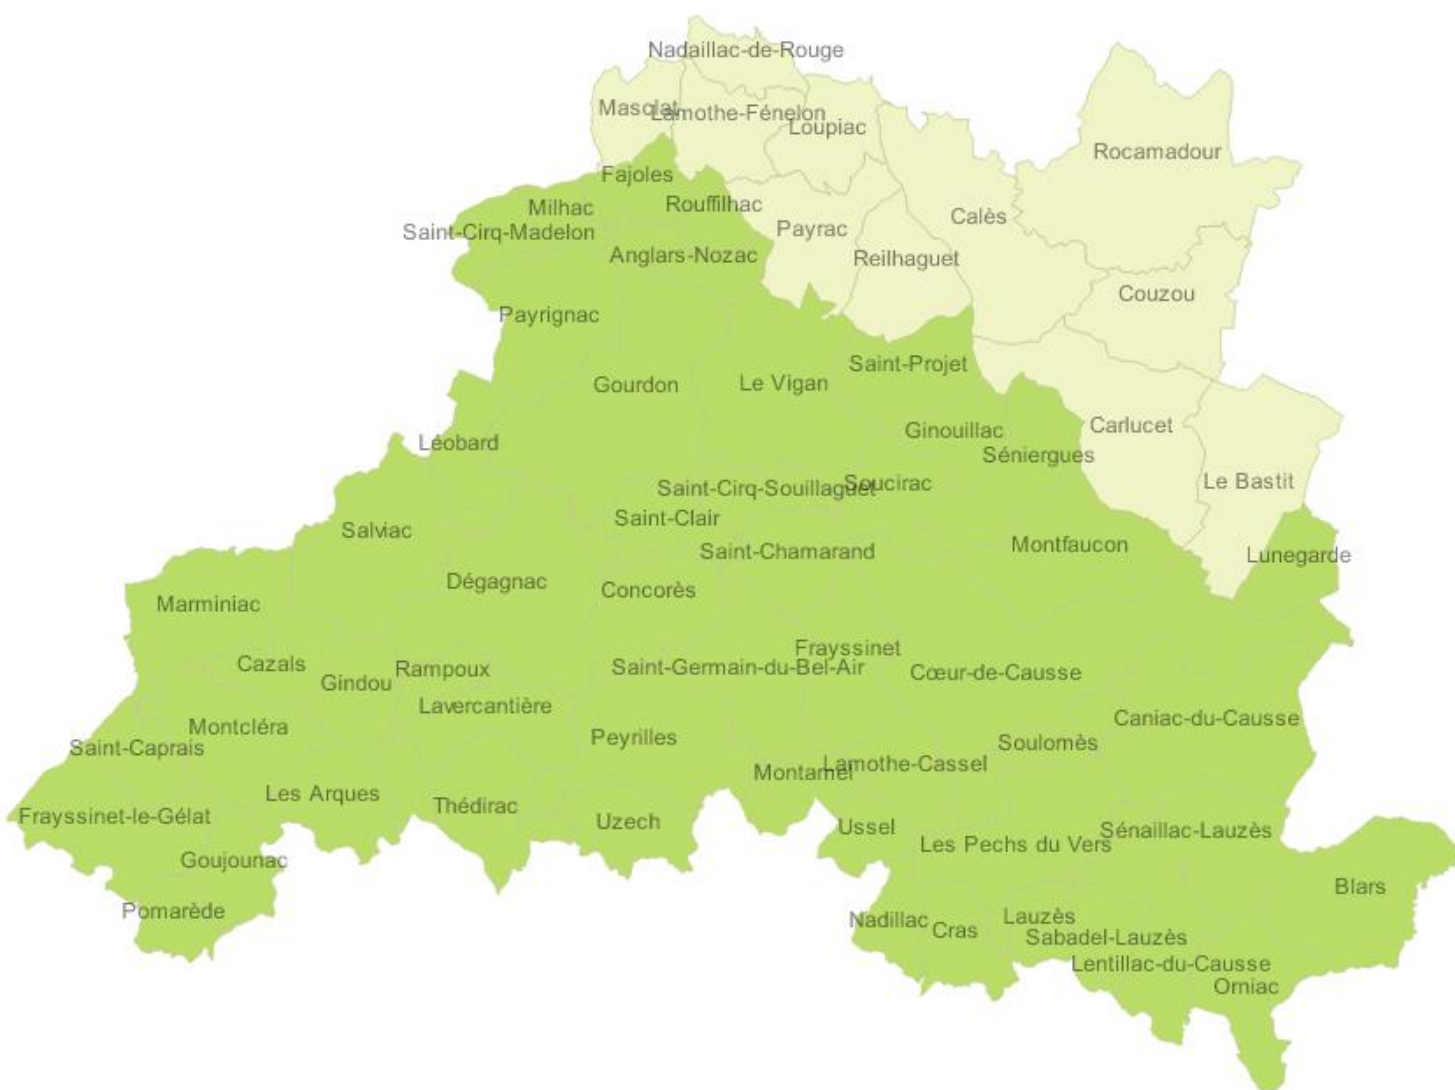 Nadaillac-de-Rouge
Masclat
Lamothe-Fénelon
Loupiac
Rocamadour
Fajoles
Milhac
Rouffilhac
Saint-Cirq-Madelon
Payrac
Calès
Anglars-Nozac
Reilhaguet
Couzou
Payrignac
Saint-Projet
Gourdon
Le Vigan
Carlucet
Ginouillac
Léobard
Séniergues
Le Bastit
Saint-Cirq-Souillaguet
Soucirac
Saint-Clair
Salviac
Montfaucon
Saint-Chamarand
Lunegarde
Dégagnac
Concorès
Marminiac
Frayssinet
Cazals
Saint-Germain-du-Bel-Air
Rampoux
Cœur-de-Causse
Gindou
Lavercantière
Caniac-du-Causse
Montcléra
Peyrilles
Soulomès
Saint-Caprais
Lamothe-Cassel
Montamel
Les Arques
Thédirac
Frayssinet-le-Gélat
Uzech
Ussel
Sénaillac-Lauzès
Les Pechs du Vers
Goujounac
Blars
Pomarède
Lauzès
Nadillac
Cras
Sabadel-Lauzès
Lentillac-du-Causse
Orniac